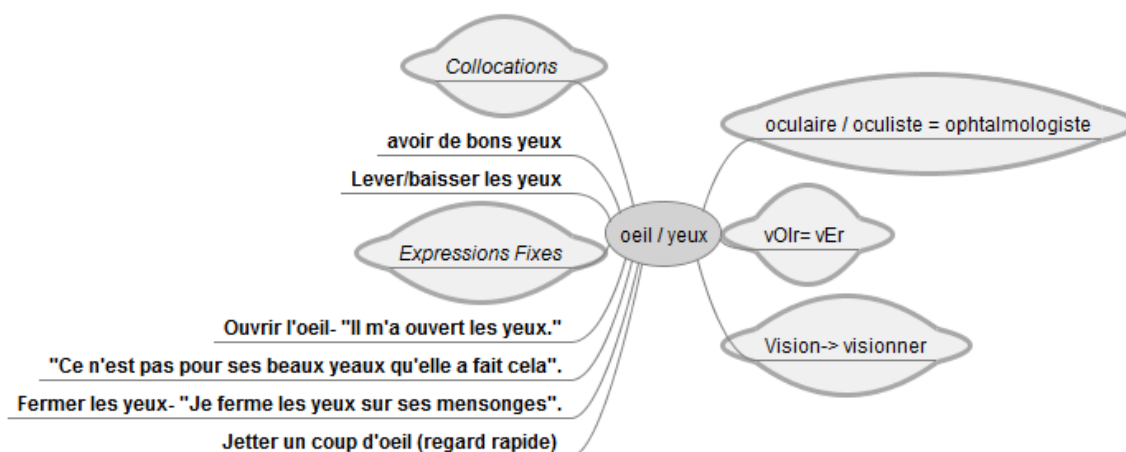 Collocations
avoir de bons yeux
Lever/baisser les yeux
Expressions Fixes
Ouvrir l'oeil- "Il m'a ouvert les yeux."
"Ce n'est pas pour ses beaux yeaux qu'elle a fait cela".
Fermer les yeux- "Je ferme les yeux sur ses mensonges".
Jetter un coup d'oeil (regard rapide)
oeil / yeux
oculaire / oculiste = ophtalmologiste
vOIr= vEr
Vision-> visionner